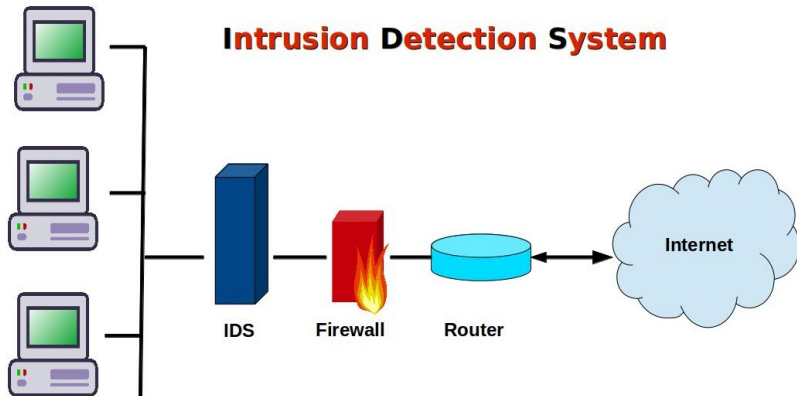 Intrusion Detection System
Internet
IDS
Firewall
Router